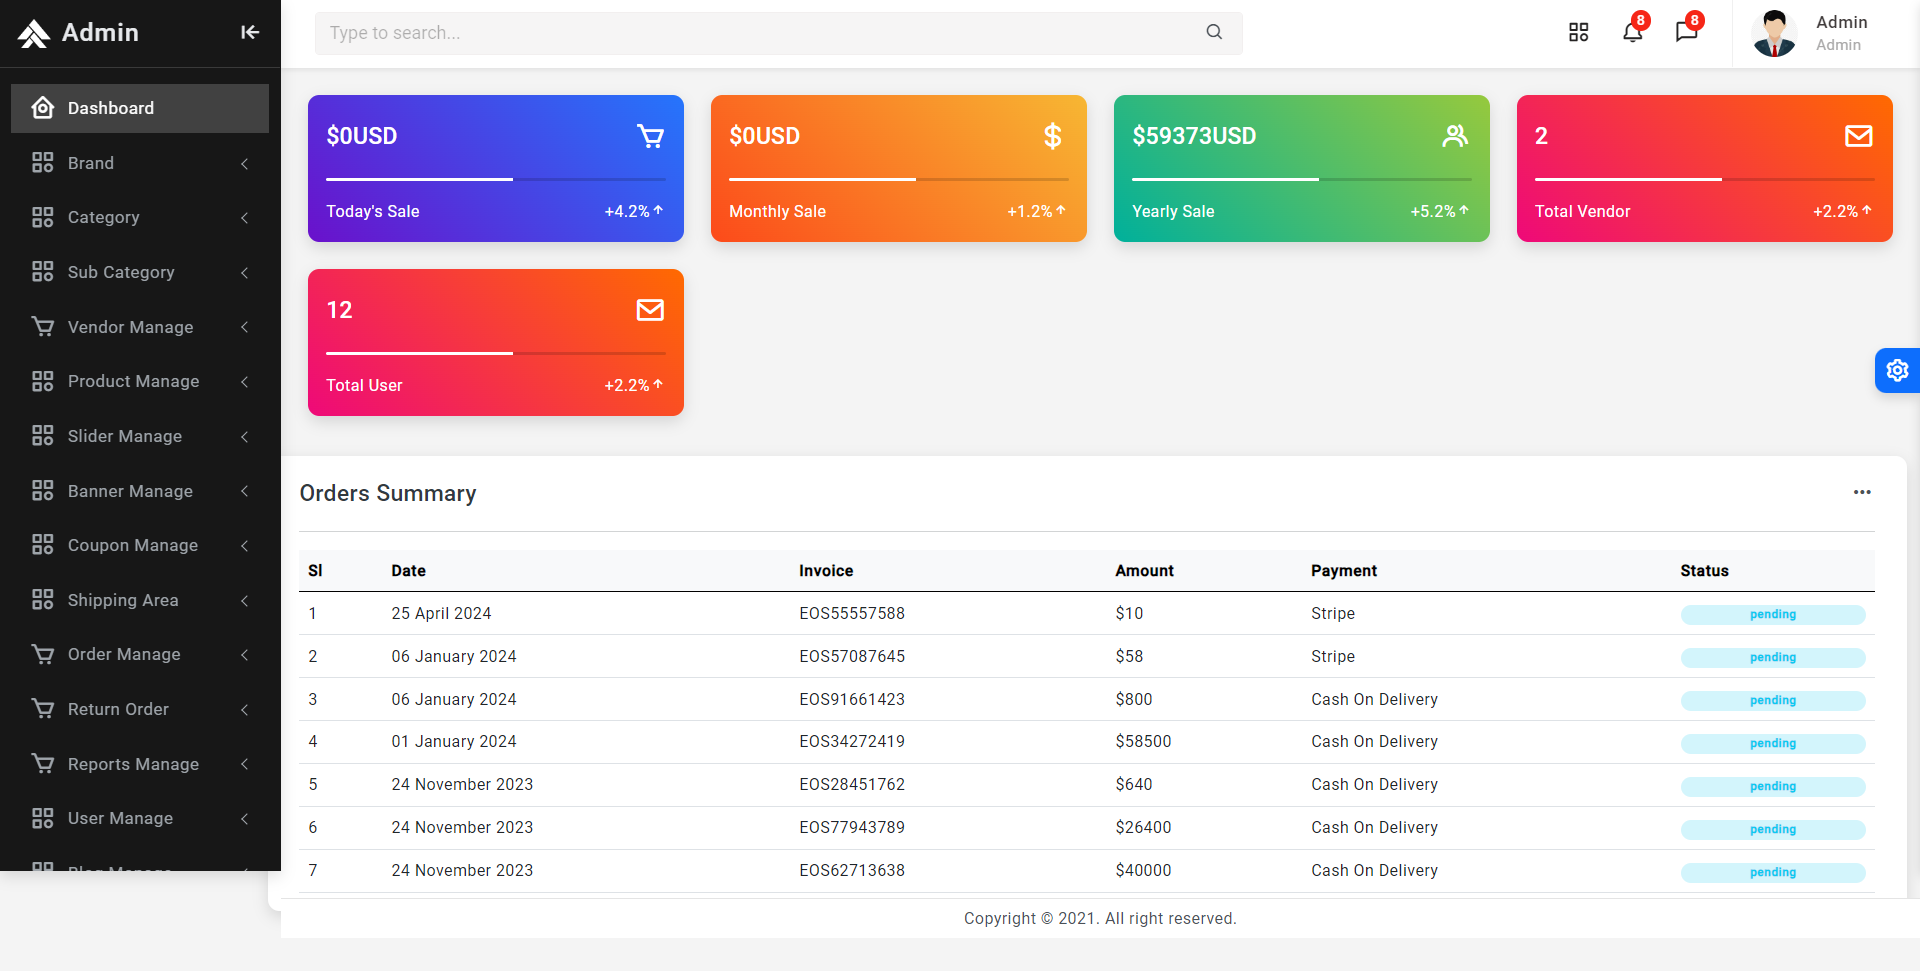 Admin
Type to search...
8
8
Admin
Admin
Dashboard
Brand
Category
Sub Category
Vendor Manage
Product Manage
Slider Manage
Banner Manage
Coupon Manage
Shipping Area
Order Manage
Return Order
Reports Manage
User Manage
Blog Manage
$0USD
Today's Sale +4.2%
$0USD
Monthly Sale +1.2%
$59373USD
Yearly Sale +5.2%
2
Total Vendor +2.2%
12
Total User +2.2%
Orders Summary
Sl Date Invoice Amount Payment Status
1 25 April 2024 EOS55557588 $10 Stripe pending
2 06 January 2024 EOS57087645 $58 Stripe pending
3 06 January 2024 EOS91661423 $800 Cash On Delivery pending
4 01 January 2024 EOS34272419 $58500 Cash On Delivery pending
5 24 November 2023 EOS28451762 $640 Cash On Delivery pending
6 24 November 2023 EOS77943789 $26400 Cash On Delivery pending
7 24 November 2023 EOS62713638 $40000 Cash On Delivery pending
Copyright © 2021. All right reserved.